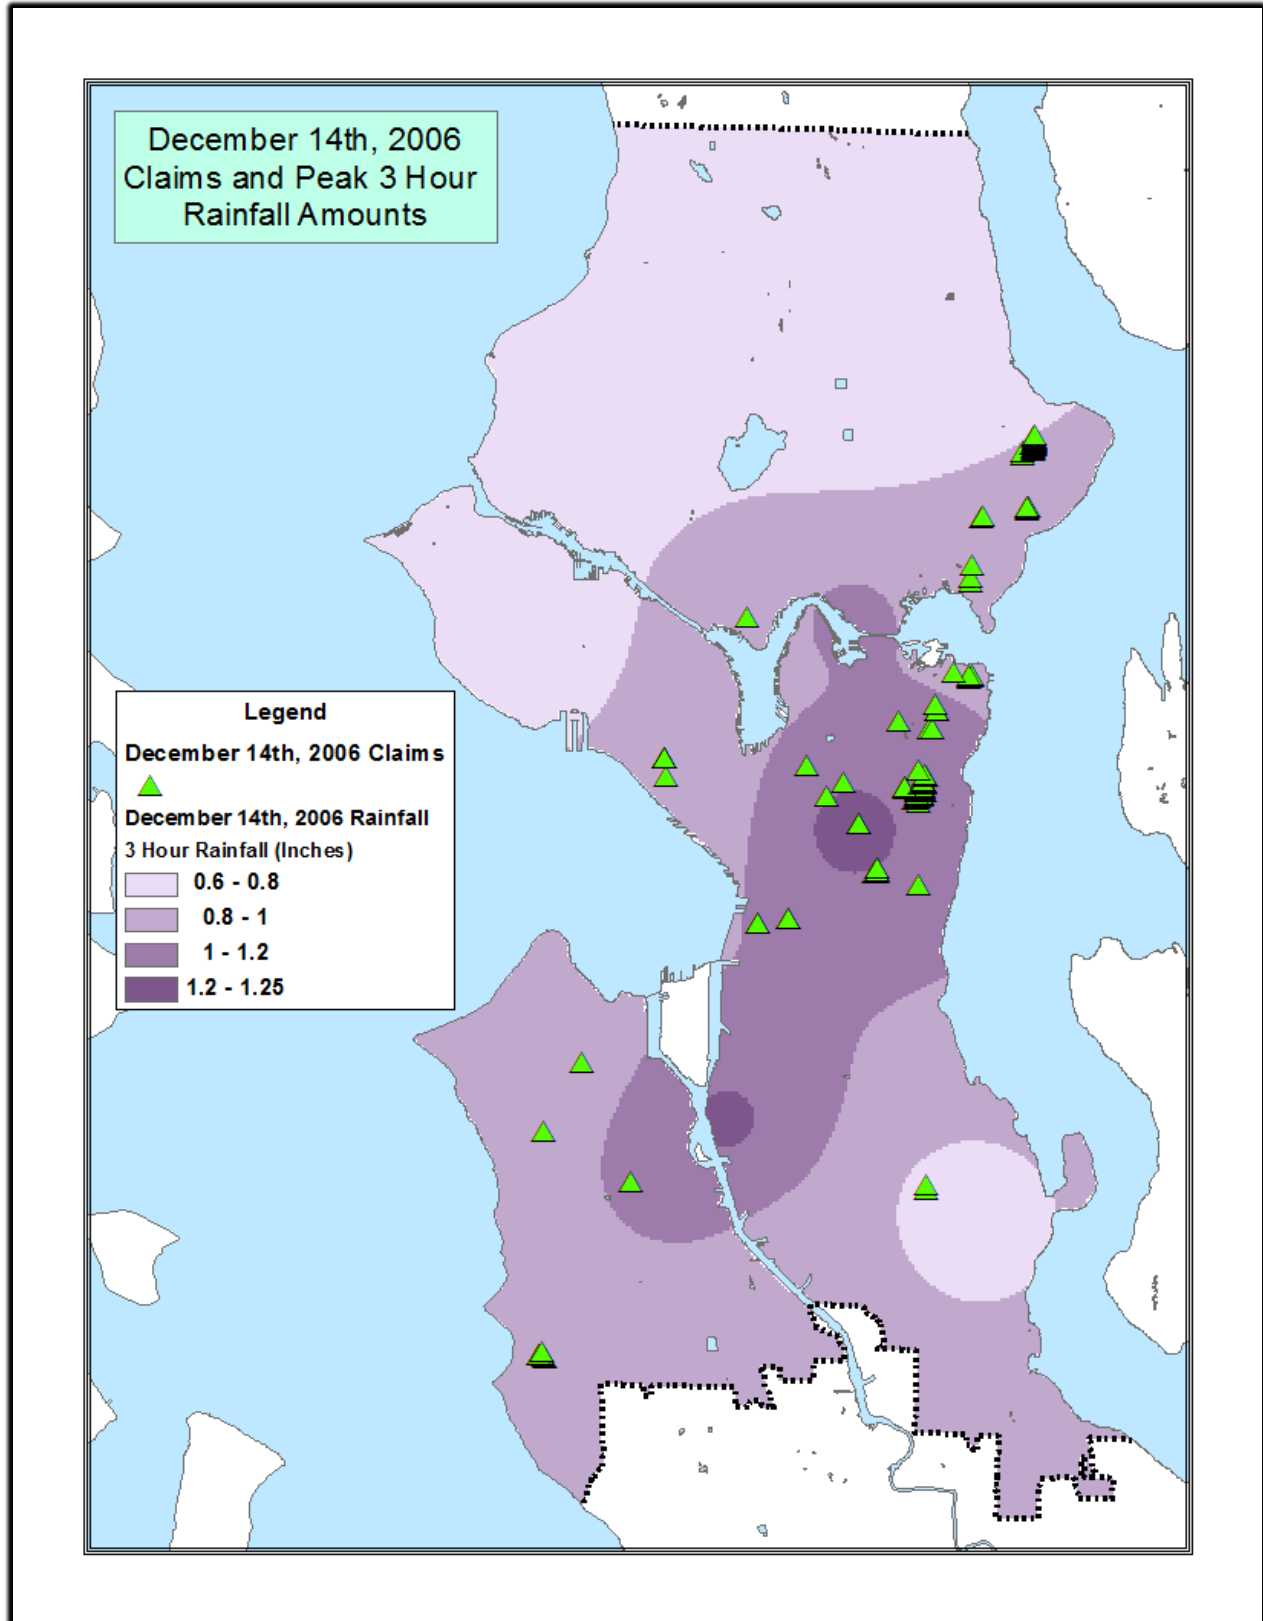 December 14th, 2006
Claims and Peak 3 Hour
Rainfall Amounts
Legend
December 14th, 2006 Claims
December 14th, 2006 Rainfall
3 Hour Rainfall (Inches)
0.6 - 0.8
0.8 - 1
1 - 1.2
1.2 - 1.25